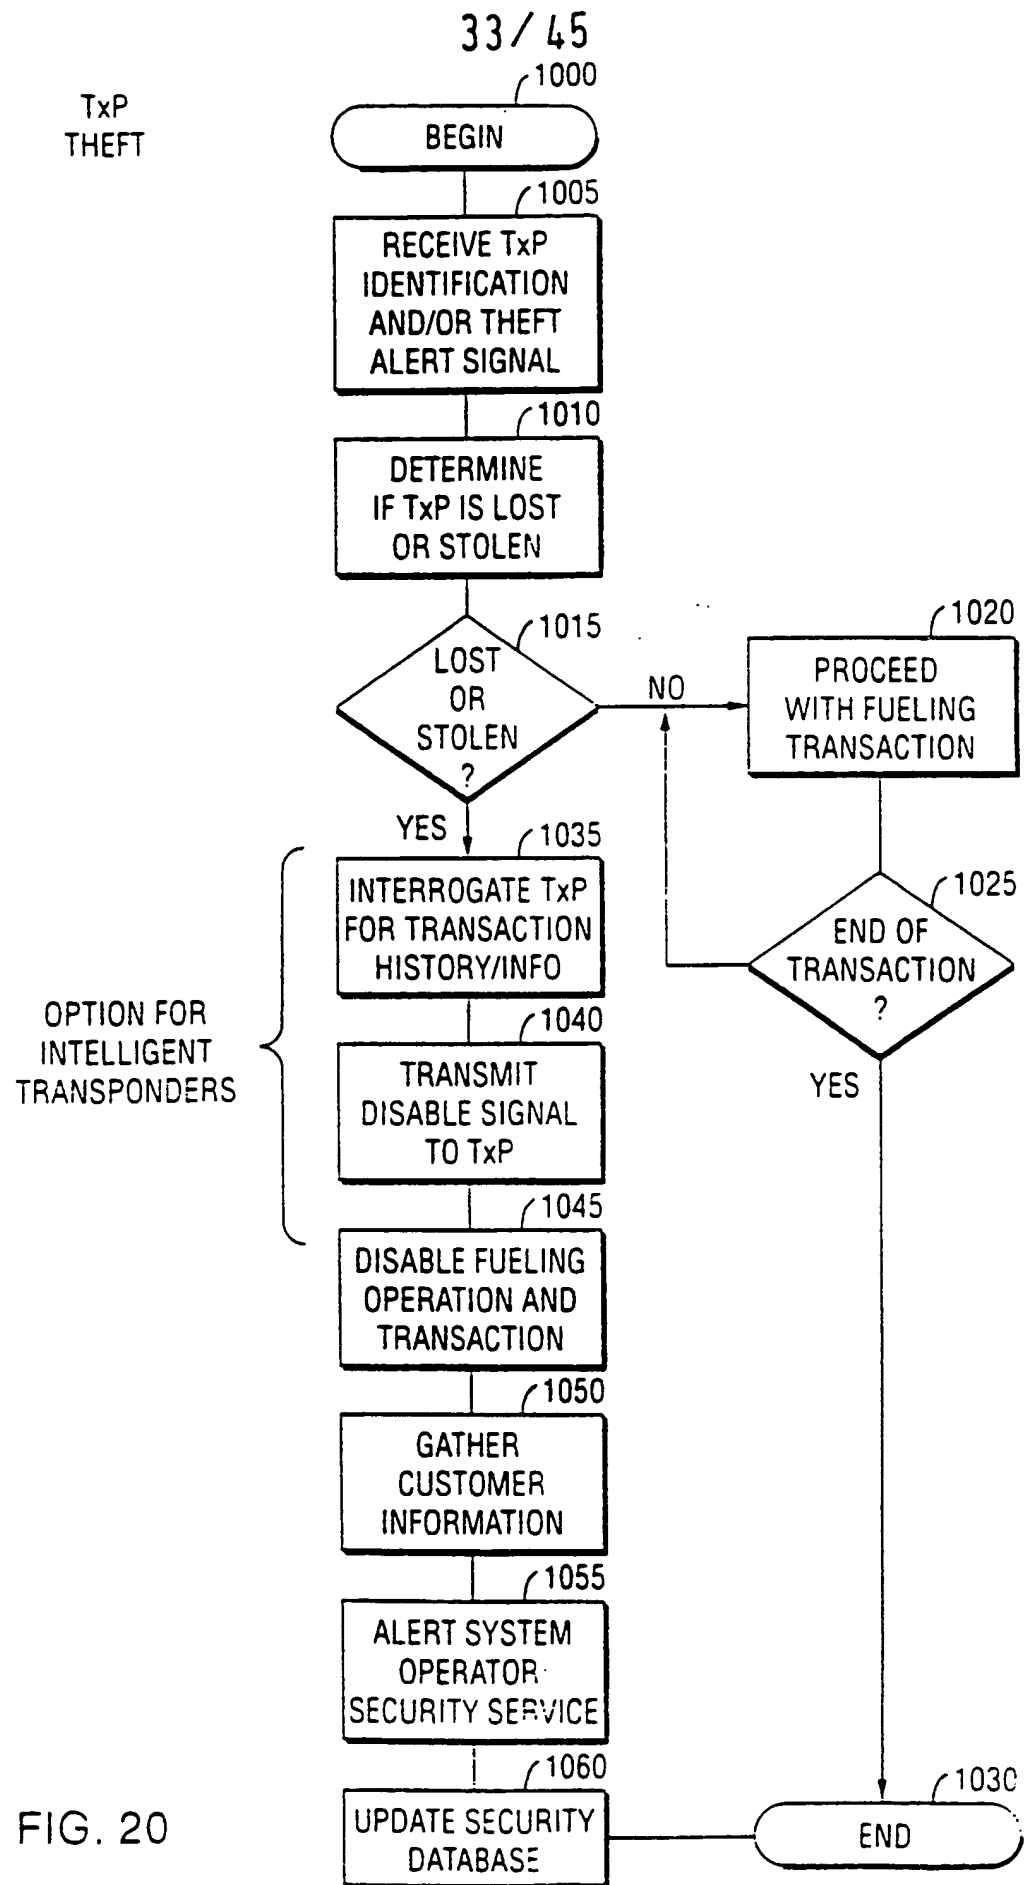 33/45
TxP
THEFT
1000
BEGIN
1005
RECEIVE TxP
IDENTIFICATION
AND/OR THEFT
ALERT SIGNAL
1010
DETERMINE
IF TxP IS LOST
OR STOLEN
1015
LOST
OR
STOLEN
?
NO
1020
PROCEED
WITH FUELING
TRANSACTION
1025
END OF
TRANSACTION
?
YES
YES
1035
INTERROGATE TxP
FOR TRANSACTION
HISTORY/INFO
OPTION FOR
INTELLIGENT
TRANSPONDERS
1040
TRANSMIT
DISABLE SIGNAL
TO TxP
1045
DISABLE FUELING
OPERATION AND
TRANSACTION
1050
GATHER
CUSTOMER
INFORMATION
1055
ALERT SYSTEM
OPERATOR
SECURITY SERVICE
1060
UPDATE SECURITY
DATABASE
1030
END
FIG. 20